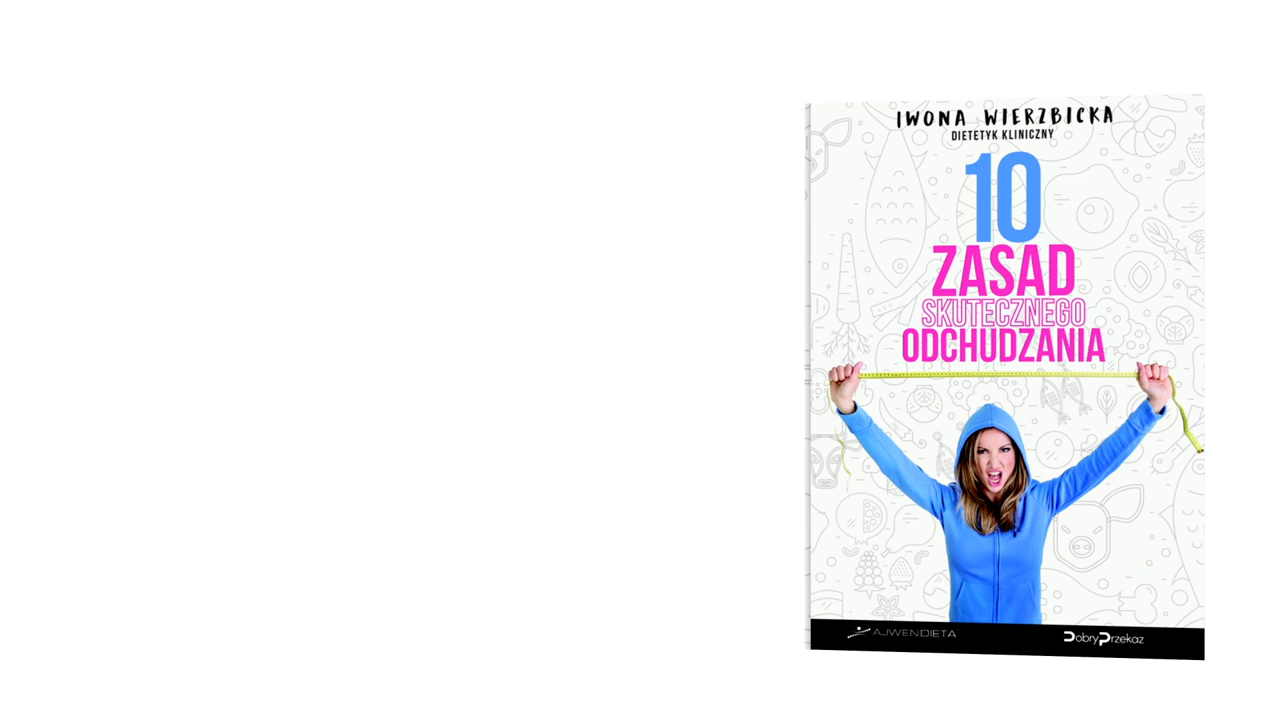 IWONA WIERZBICKA
DIETETYK KLINICZNY
10
ZASAD
SKUTECZNEGO
ODCHUDZANIA
AJWENDIETA
DobryPrzekaz